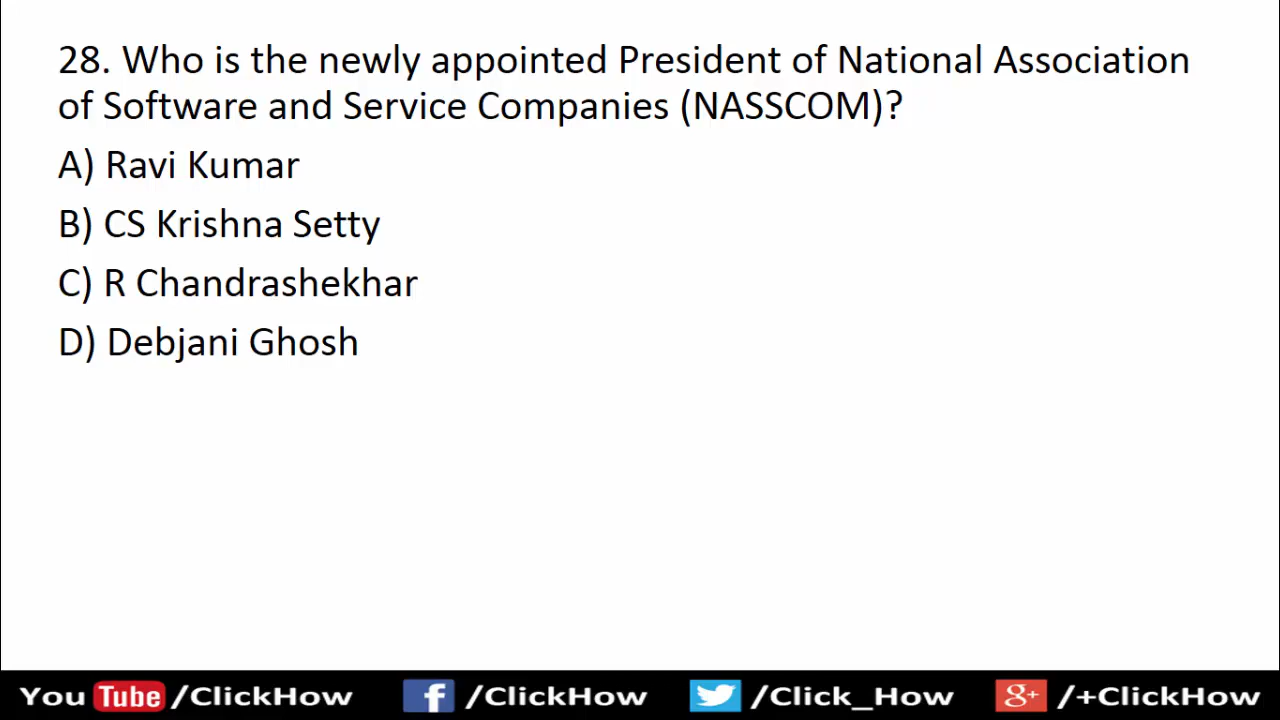 28. Who is the newly appointed President of National Association
of Software and Service Companies (NASSCOM)?
A) Ravi Kumar
B) CS Krishna Setty
C) R Chandrashekhar
D) Debjani Ghosh
You Tube /ClickHow f /ClickHow /Click_How g+ /+ClickHow